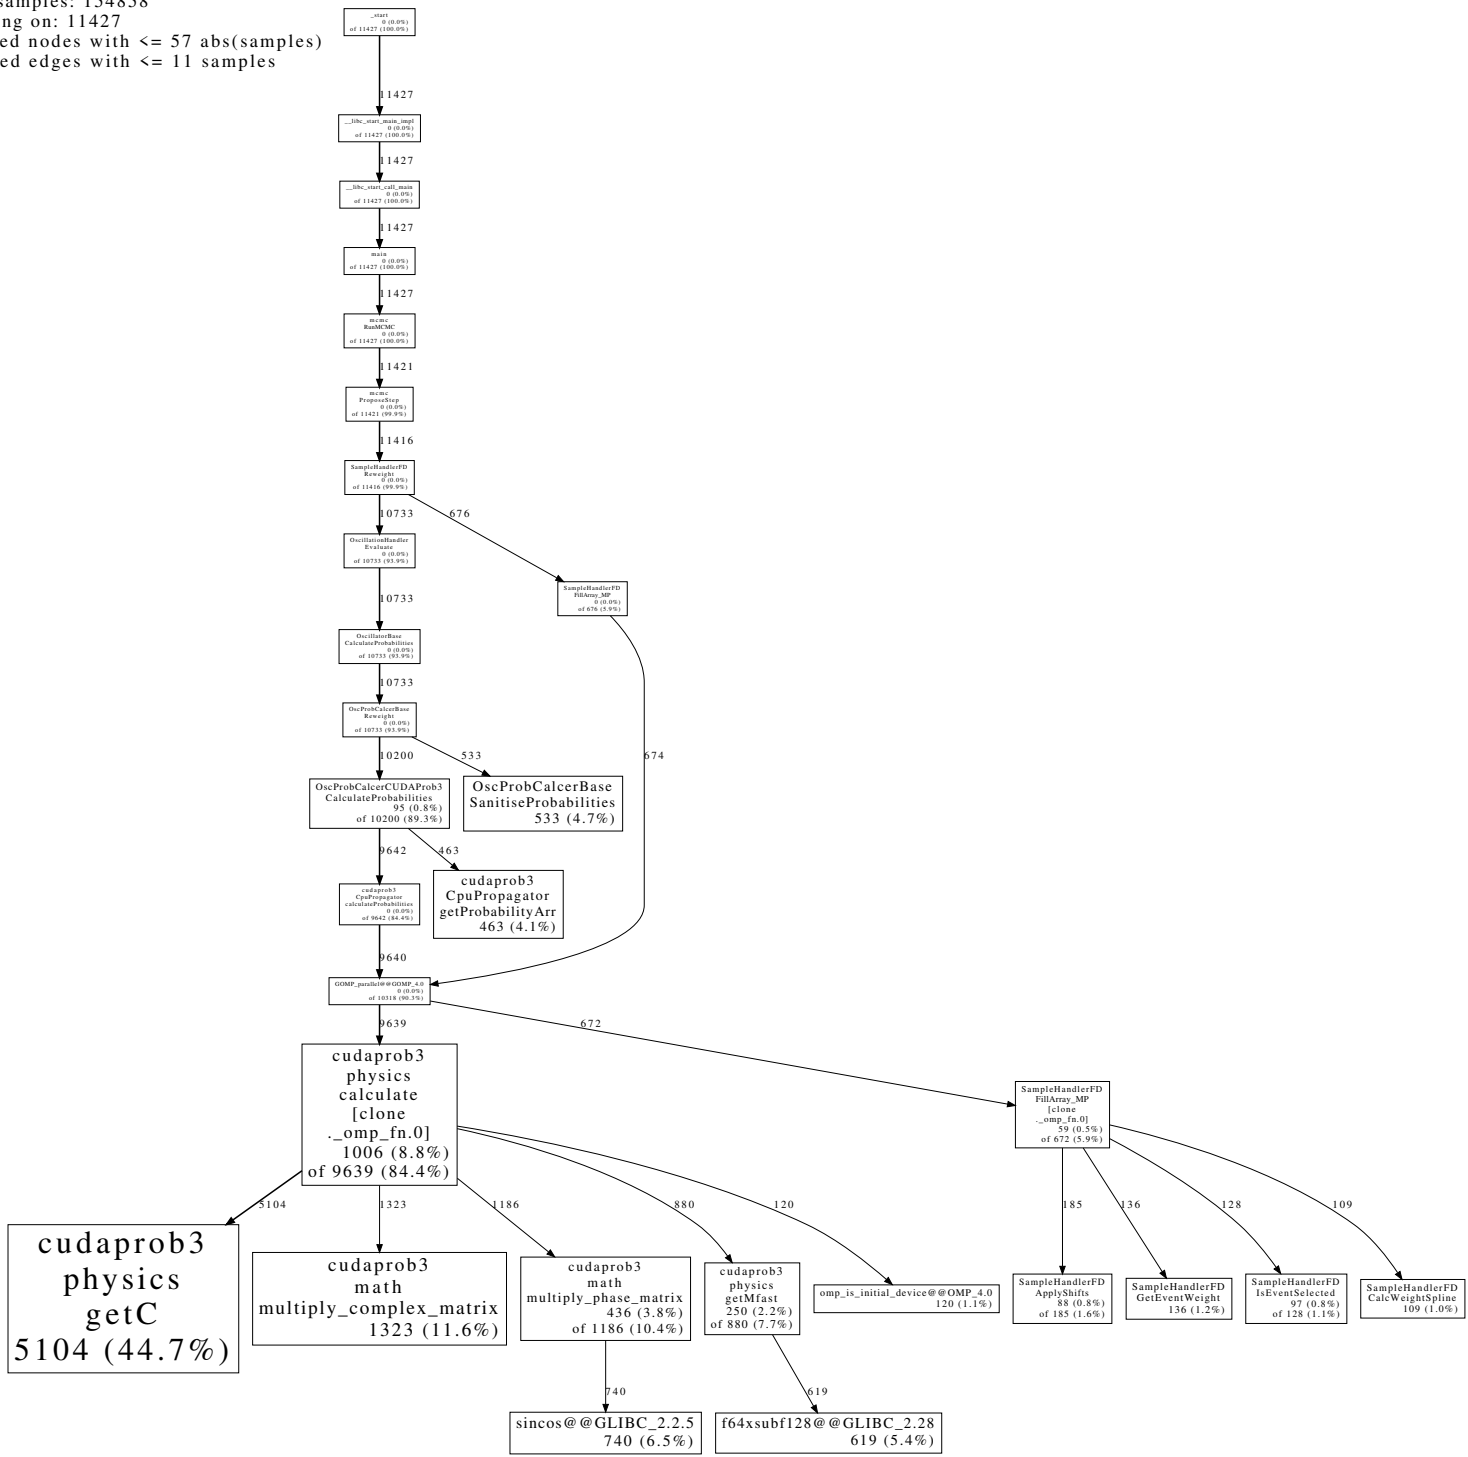 samples: 154858
ng on: 11427
ed nodes with <= 57 abs(samples)
ed edges with <= 11 samples
_start
0 (0.0%)
of 11427 (100.0%)
11427
__libc_start_main_impl
0 (0.0%)
of 11427 (100.0%)
11427
__libc_start_call_main
0 (0.0%)
of 11427 (100.0%)
11427
main
0 (0.0%)
of 11427 (100.0%)
11427
mcmc
RunMCMC
0 (0.0%)
of 11427 (100.0%)
11421
mcmc
ProposeStep
0 (0.0%)
of 11421 (99.9%)
11416
SampleHandlerFD
Reweight
0 (0.0%)
of 11416 (99.9%)
10733
676
OscillationHandler
Evaluate
0 (0.0%)
of 10733 (93.9%)
10733
SampleHandlerFD
FillArray_MP
0 (0.0%)
of 676 (5.9%)
OscillatorBase
CalculateProbabilities
0 (0.0%)
of 10733 (93.9%)
10733
OscProbCalcerBase
Reweight
0 (0.0%)
of 10733 (93.9%)
10200
533
674
OscProbCalcerCUDAProb3
CalculateProbabilities
95 (0.8%)
of 10200 (89.3%)
OscProbCalcerBase
SanitiseProbabilities
533 (4.7%)
9642
463
cudaprob3
CpuPropagator
calculateProbabilities
0 (0.0%)
of 9642 (84.4%)
cudaprob3
CpuPropagator
getProbabilityArr
463 (4.1%)
9640
GOMP_parallel@@GOMP_4.0
0 (0.0%)
of 10318 (90.3%)
9639
672
cudaprob3
physics
calculate
[clone
._omp_fn.0]
1006 (8.8%)
of 9639 (84.4%)
SampleHandlerFD
FillArray_MP
[clone
._omp_fn.0]
59 (0.5%)
of 672 (5.9%)
5104
1323
1186
880
120
185
136
128
109
cudaprob3
physics
getC
5104 (44.7%)
cudaprob3
math
multiply_complex_matrix
1323 (11.6%)
cudaprob3
math
multiply_phase_matrix
436 (3.8%)
of 1186 (10.4%)
cudaprob3
physics
getMfast
250 (2.2%)
of 880 (7.7%)
omp_is_initial_device@@OMP_4.0
120 (1.1%)
SampleHandlerFD
ApplyShifts
88 (0.8%)
of 185 (1.6%)
SampleHandlerFD
GetEventWeight
136 (1.2%)
SampleHandlerFD
IsEventSelected
97 (0.8%)
of 128 (1.1%)
SampleHandlerFD
CalcWeightSpline
109 (1.0%)
740
619
sincos@@GLIBC_2.2.5
740 (6.5%)
f64xsubf128@@GLIBC_2.28
619 (5.4%)